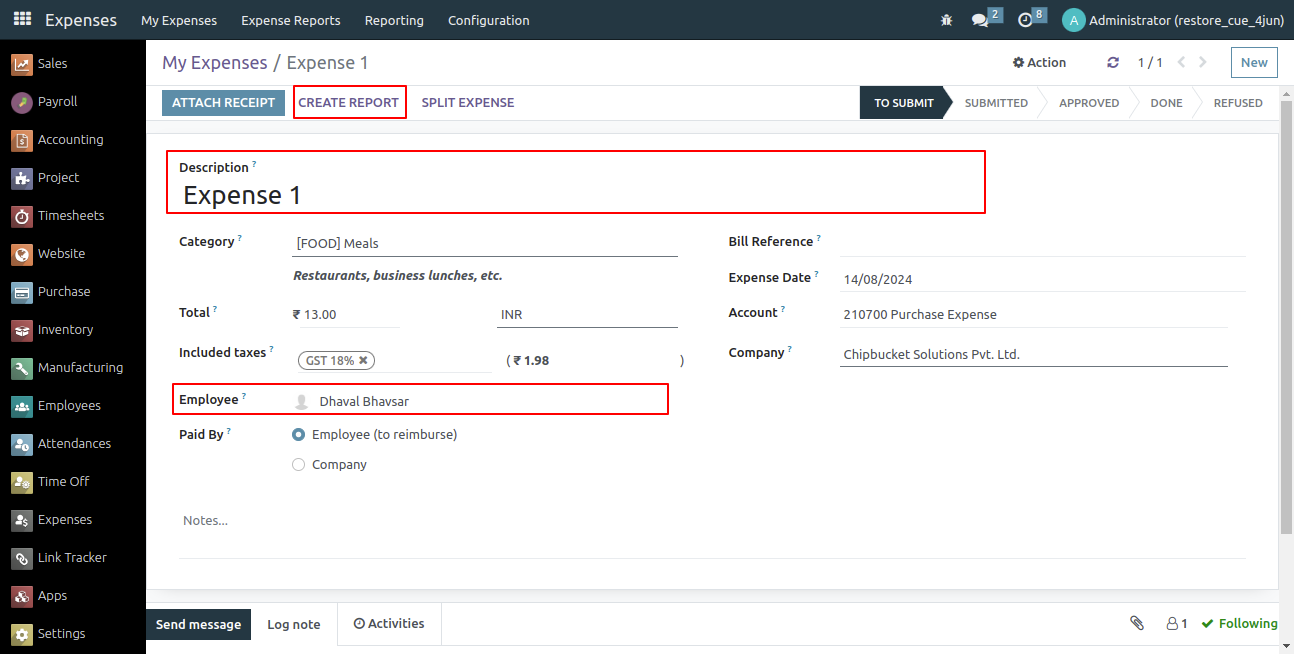 Expenses My Expenses Expense Reports Reporting Configuration 2 8 A Administrator (restore_cue_4jun)
Sales
Payroll
Accounting
Project
Timesheets
Website
Purchase
Inventory
Manufacturing
Employees
Attendances
Time Off
Expenses
Link Tracker
Apps
Settings
My Expenses / Expense 1 Action 1 / 1 New
ATTACH RECEIPT CREATE REPORT SPLIT EXPENSE TO SUBMIT SUBMITTED APPROVED DONE REFUSED
Description ?
Expense 1
Category ? [FOOD] Meals
Restaurants, business lunches, etc.
Total ? ₹ 13.00 INR
Included taxes ? GST 18% ✖ ( ₹ 1.98 )
Employee ? Dhaval Bhavsar
Paid By ? Employee (to reimburse)
Company
Bill Reference ?
Expense Date ? 14/08/2024
Account ? 210700 Purchase Expense
Company ? Chipbucket Solutions Pvt. Ltd.
Notes...
Send message Log note Activities 1 Following